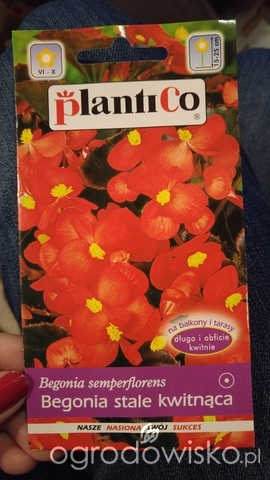 VI - X
15-25 cm
PlantiCo
®
na balkony i tarasy
długo i obficie
kwitnie
Begonia semperflorens
Begonia stale kwitnąca
NASZE NASIONA TWÓJ SUKCES
ogrodowisko.pl